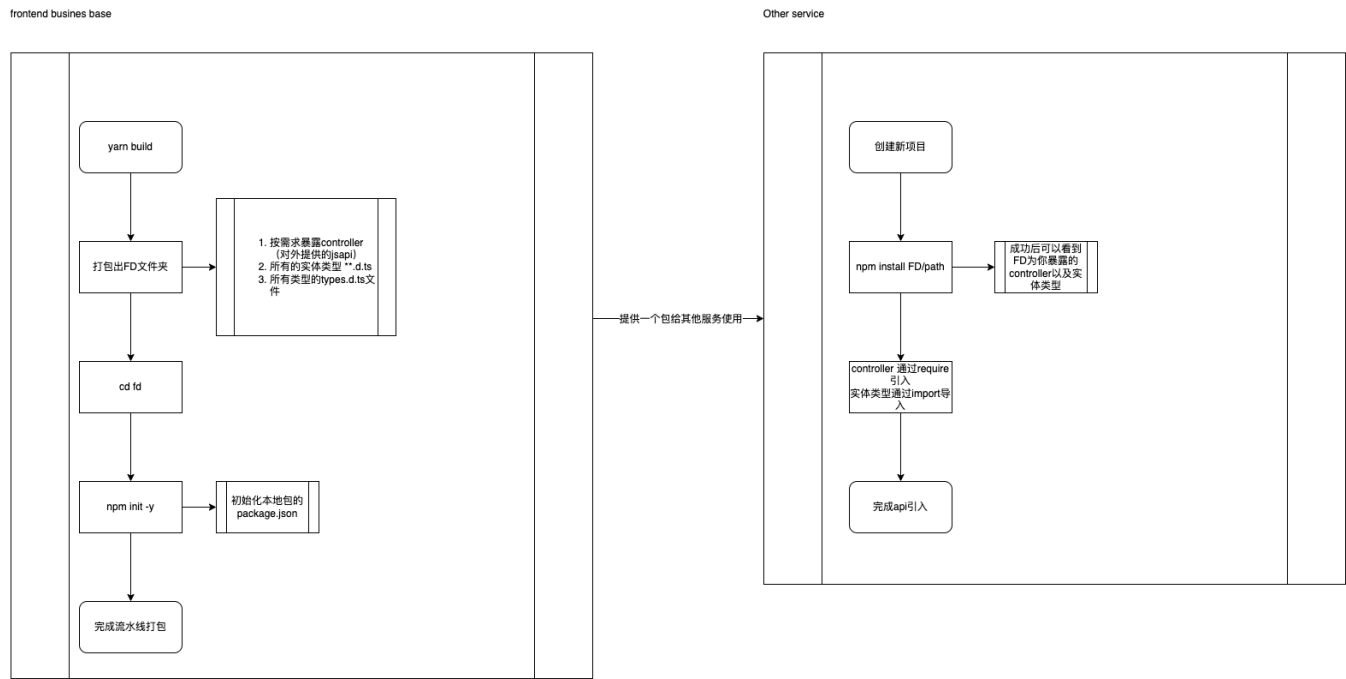 frontend busines base
yarn build
打包出FD文件夹
1. 按需求暴露controller
（对外提供的jsapi）
2. 所有的实体类型 **.d.ts
3. 所有类型的types.d.ts文
件
cd fd
npm init -y
初始化本地包的
package.json
完成流水线打包
提供一个包给其他服务使用
Other service
创建新项目
npm install FD/path
成功后可以看到
FD为你暴露的
controller以及实
体类型
controller 通过require
引入
实体类型通过import导
入
完成api引入